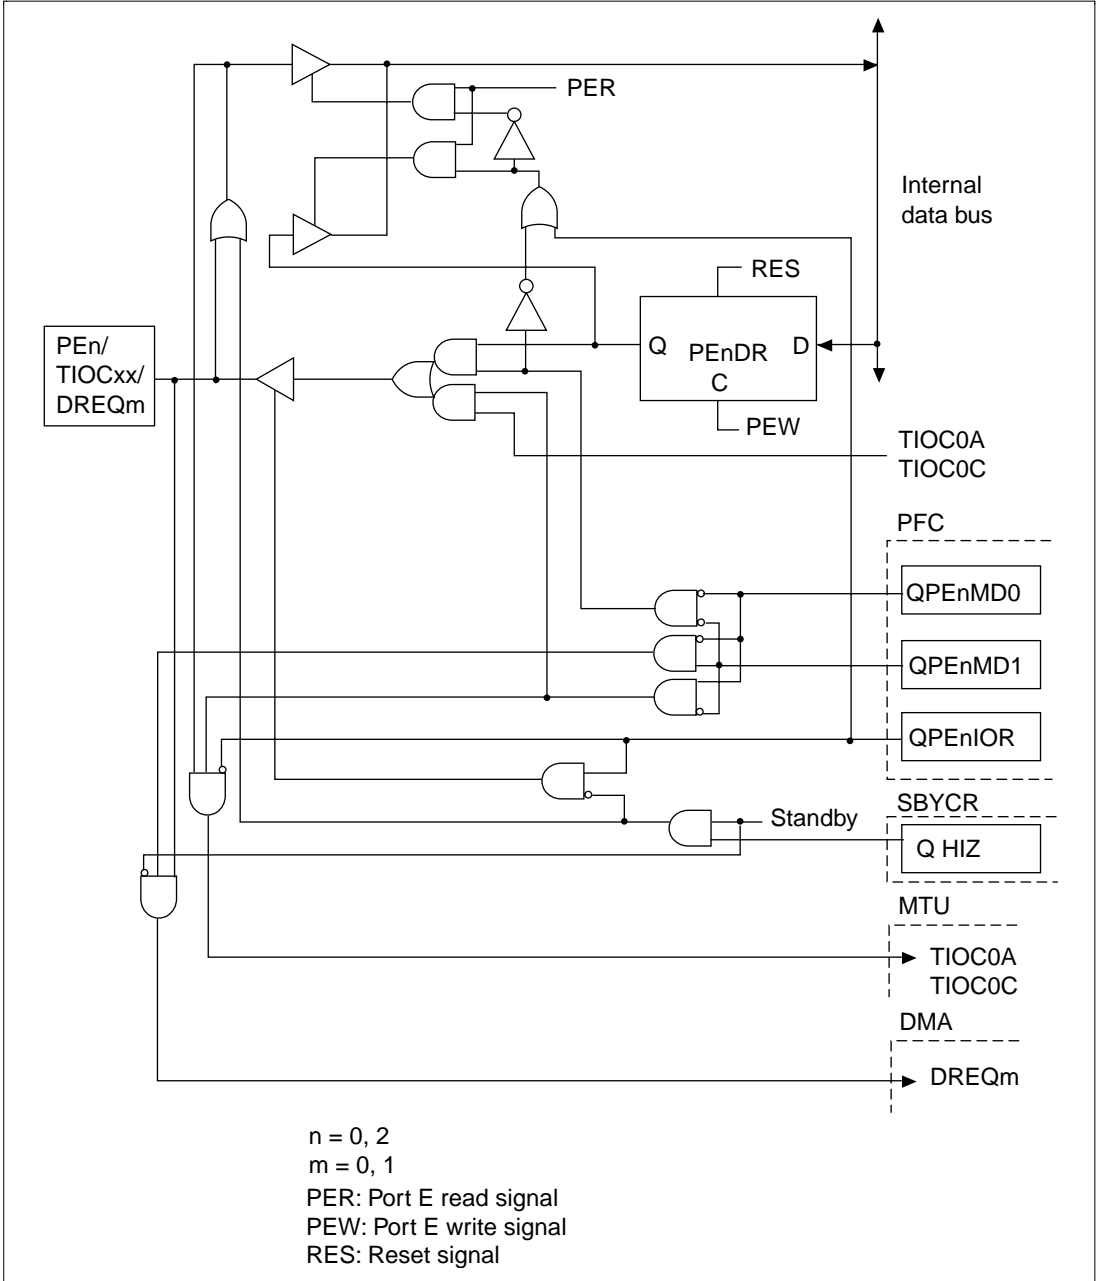 PER
Internal
data bus
RES
PEn/
TIOCxx/
DREQm
Q PEnDR D
C
PEW
TIOC0A
TIOC0C
PFC
QPEnMD0
QPEnMD1
QPEnIOR
SBYCR
Standby
Q HIZ
MTU
TIOC0A
TIOC0C
DMA
DREQm
n = 0, 2
m = 0, 1
PER: Port E read signal
PEW: Port E write signal
RES: Reset signal